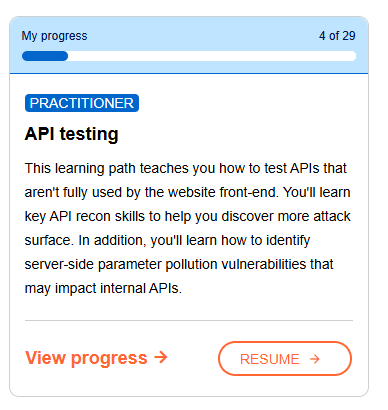 My progress 4 of 29
PRACTITIONER
API testing
This learning path teaches you how to test APIs that
aren't fully used by the website front-end. You'll learn
key API recon skills to help you discover more attack
surface. In addition, you'll learn how to identify
server-side parameter pollution vulnerabilities that
may impact internal APIs.
View progress → RESUME →